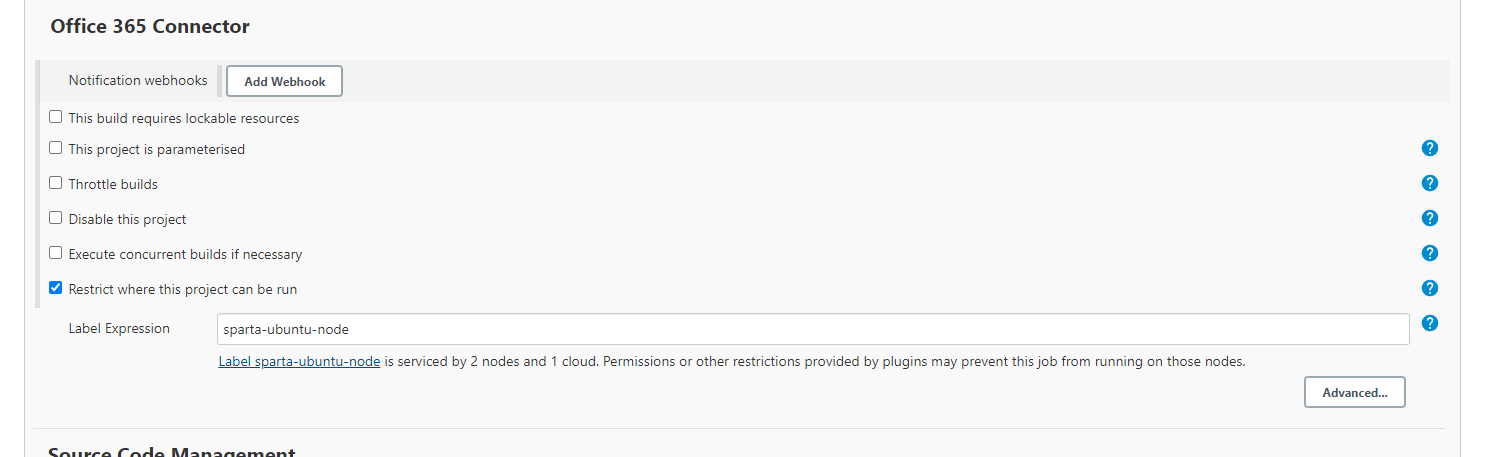 Office 365 Connector
Notification webhooks Add Webhook
This build requires lockable resources
This project is parameterised ?
Throttle builds ?
Disable this project ?
Execute concurrent builds if necessary ?
Restrict where this project can be run ?
Label Expression sparta-ubuntu-node ?
Label sparta-ubuntu-node is serviced by 2 nodes and 1 cloud. Permissions or other restrictions provided by plugins may prevent this job from running on those nodes.
Advanced...
Source Code Management